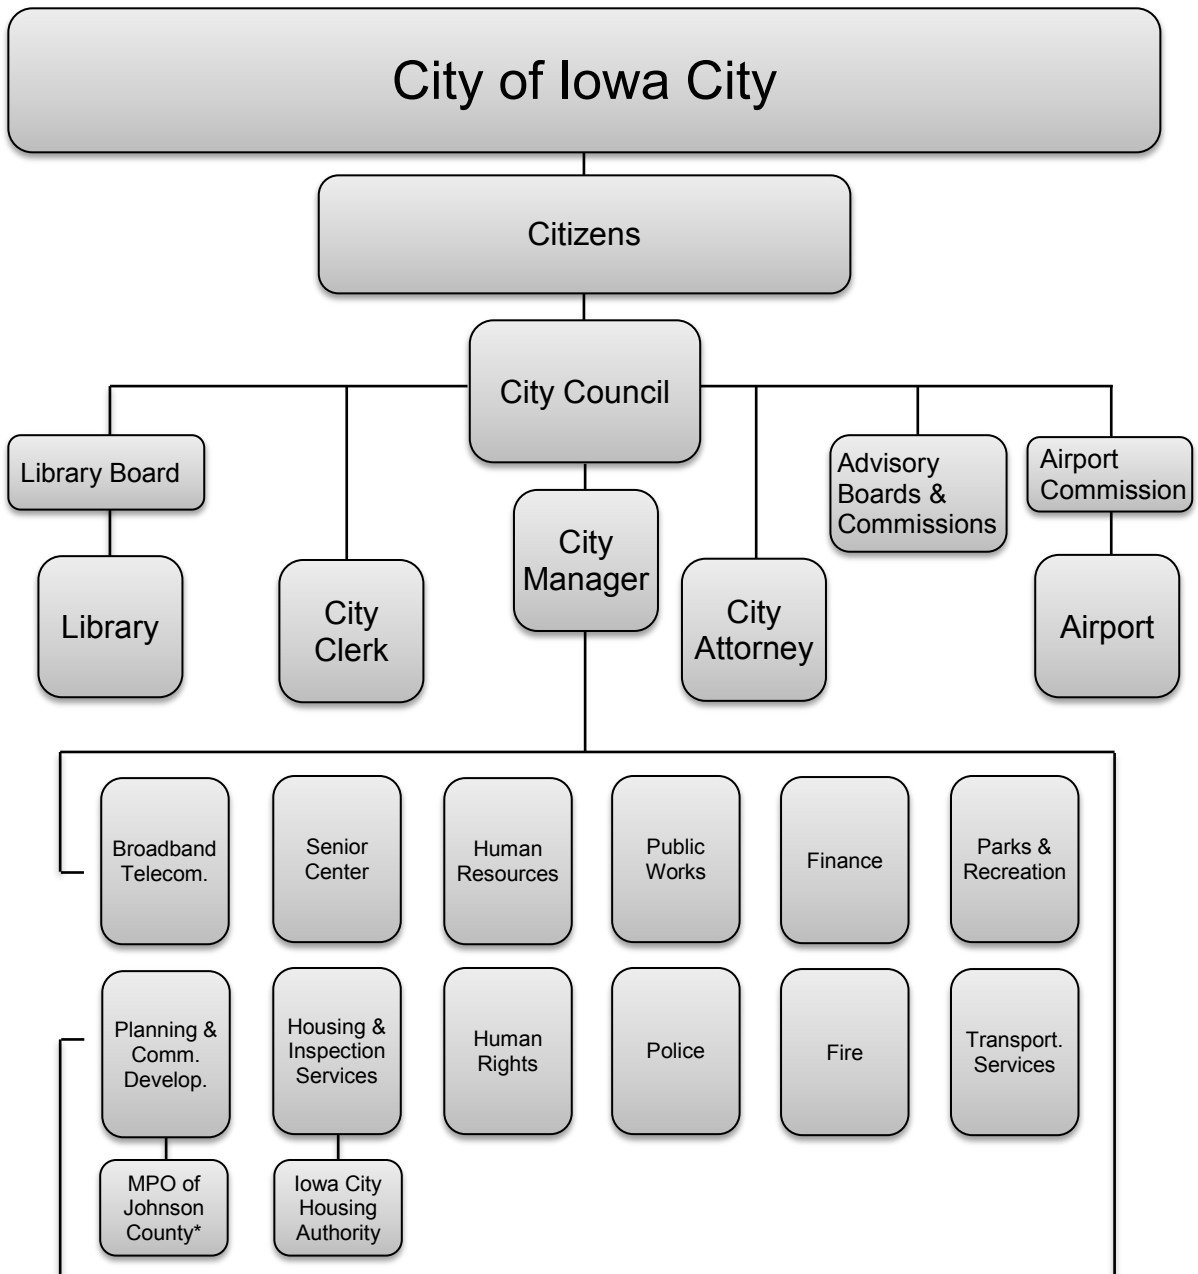 City of Iowa City
Citizens
City Council
Library Board
Advisory
Boards &
Commissions
Airport
Commission
City
Manager
Library
City
Clerk
City
Attorney
Airport
Broadband
Telecom.
Senior
Center
Human
Resources
Public
Works
Finance
Parks &
Recreation
Planning &
Comm.
Develop.
Housing &
Inspection
Services
Human
Rights
Police
Fire
Transport.
Services
MPO of
Johnson
County*
Iowa City
Housing
Authority